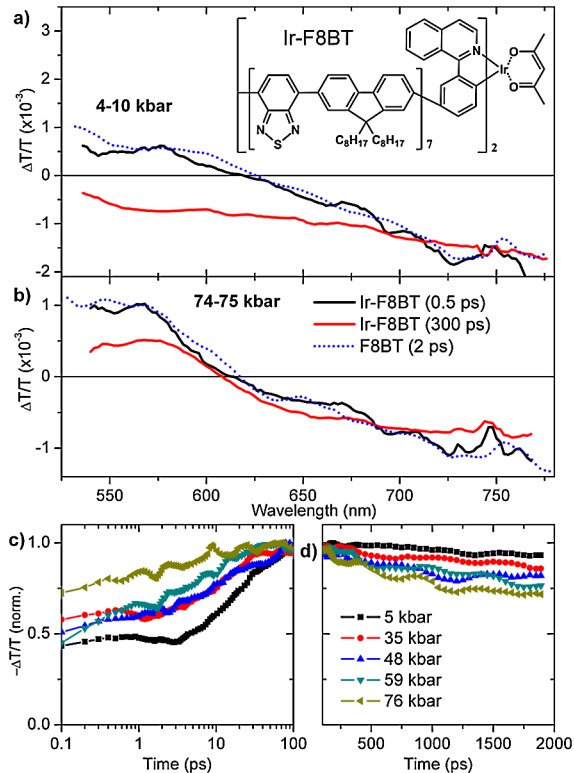 a)
Ir-F8BT
4-10 kbar
N
Ir
O
O
N
S
N
C8H17 C8H17
7
2
ΔT/T (x10-3)
2
1
0
-1
-2
b)
74-75 kbar
Ir-F8BT (0.5 ps)
Ir-F8BT (300 ps)
F8BT (2 ps)
ΔT/T (x10-3)
1
0
-1
550 600 650 700 750
Wavelength (nm)
c)
d)
-ΔT/T (norm.)
1.0
0.5
0.0
5 kbar
35 kbar
48 kbar
59 kbar
76 kbar
0.1 1 10 100
500 1000 1500 2000
Time (ps)
Time (ps)